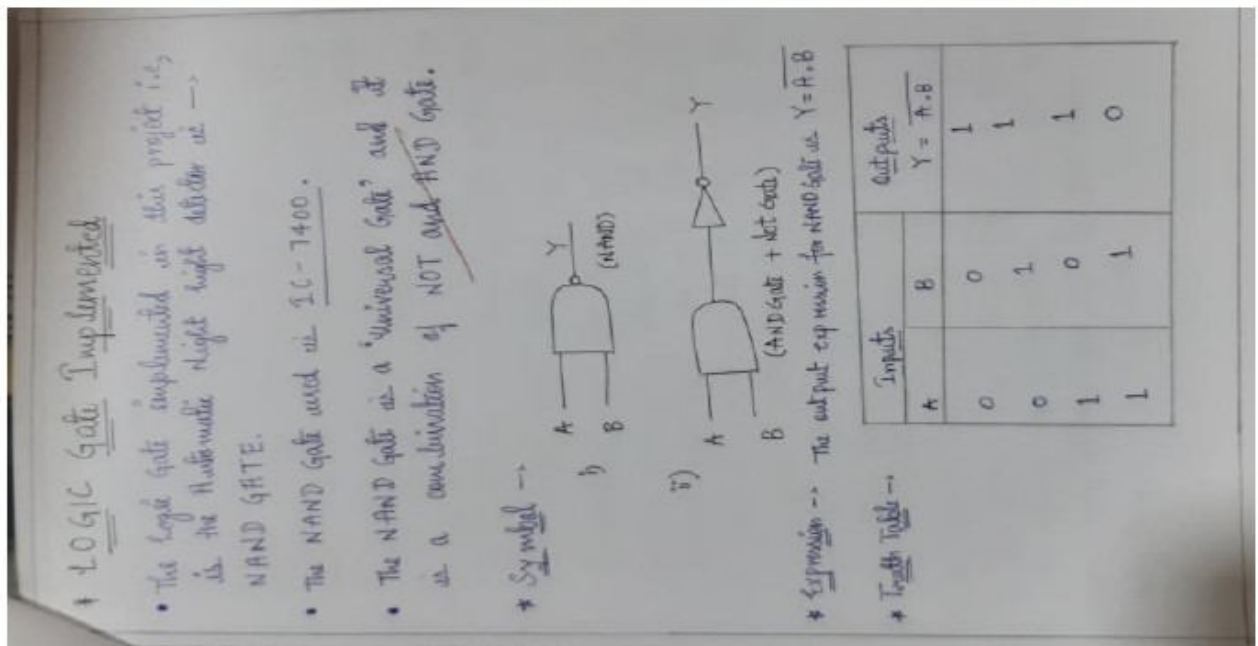 * LOGIC Gate Implemented
• The Logic Gate implemented in this project i.e,
is the Automatic Night light detector is →
NAND GATE.
• The NAND Gate used is IC-7400.
• The NAND Gate is a "Universal Gate" and it
is a combination of NOT and AND Gate.
* Symbol →
i) A B Y
(NAND)
ii) A B Y
(AND Gate + Not Gate)
* Expression → The output expression for NAND Gate is Y = \overline{A.B}
* Truth Table →
Inputs Outputs
A B Y = \overline{A.B}
0 0 1
0 1 1
1 0 1
1 1 0